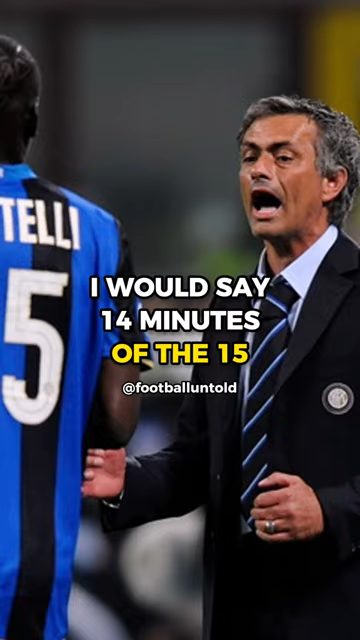 TELLI
5
I WOULD SAY
14 MINUTES
OF THE 15
@footballuntold